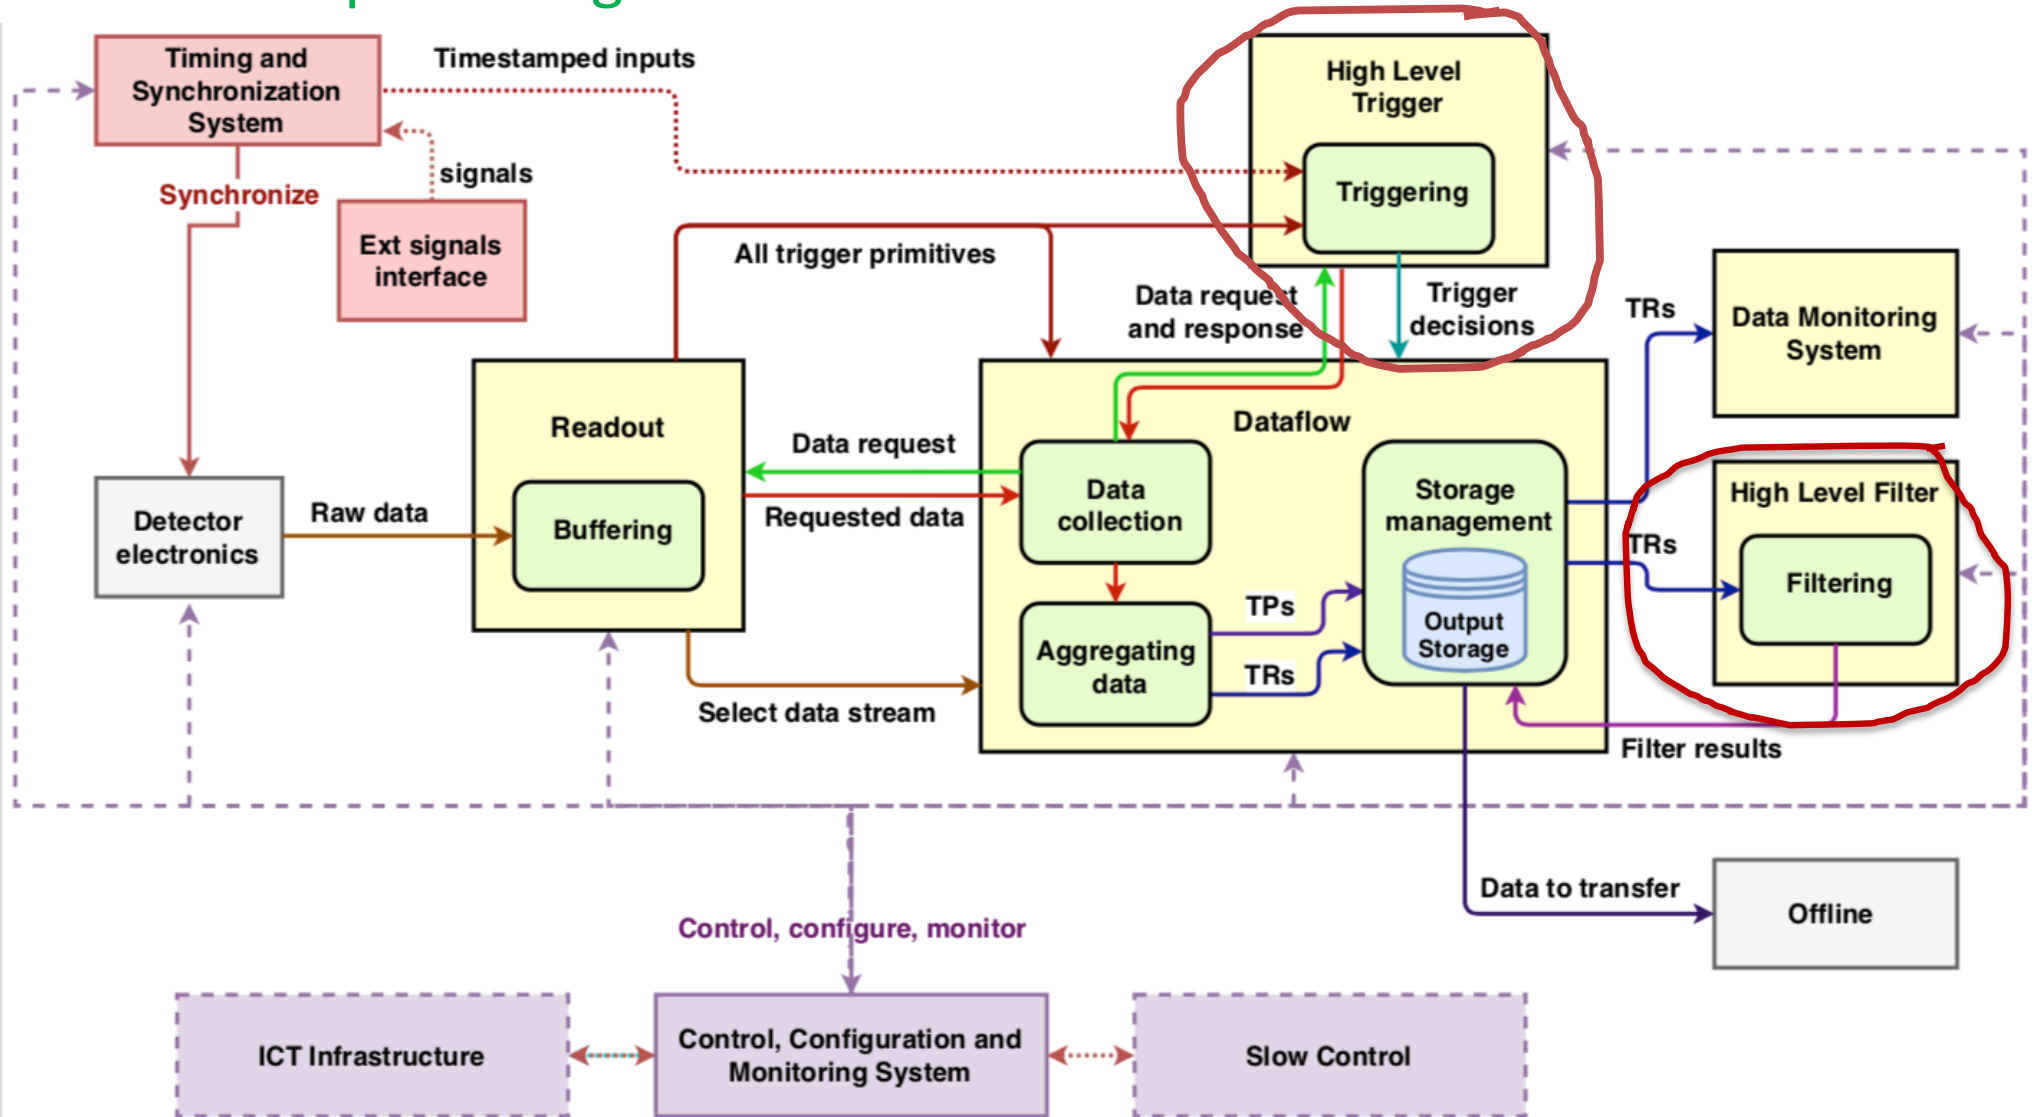 Timing and
Synchronization
System
Timestamped inputs
High Level
Trigger
Triggering
signals
Synchronize
Ext signals
interface
All trigger primitives
Data request
and response
Trigger
decisions
TRs
Data Monitoring
System
Readout
Buffering
Data request
Requested data
Dataflow
Data
collection
Storage
management
Output
Storage
High Level Filter
TRs
Filtering
Detector
electronics
Raw data
Aggregating
data
TPs
TRs
Select data stream
Filter results
Data to transfer
Offline
Control, configure, monitor
ICT Infrastructure
Control, Configuration and
Monitoring System
Slow Control